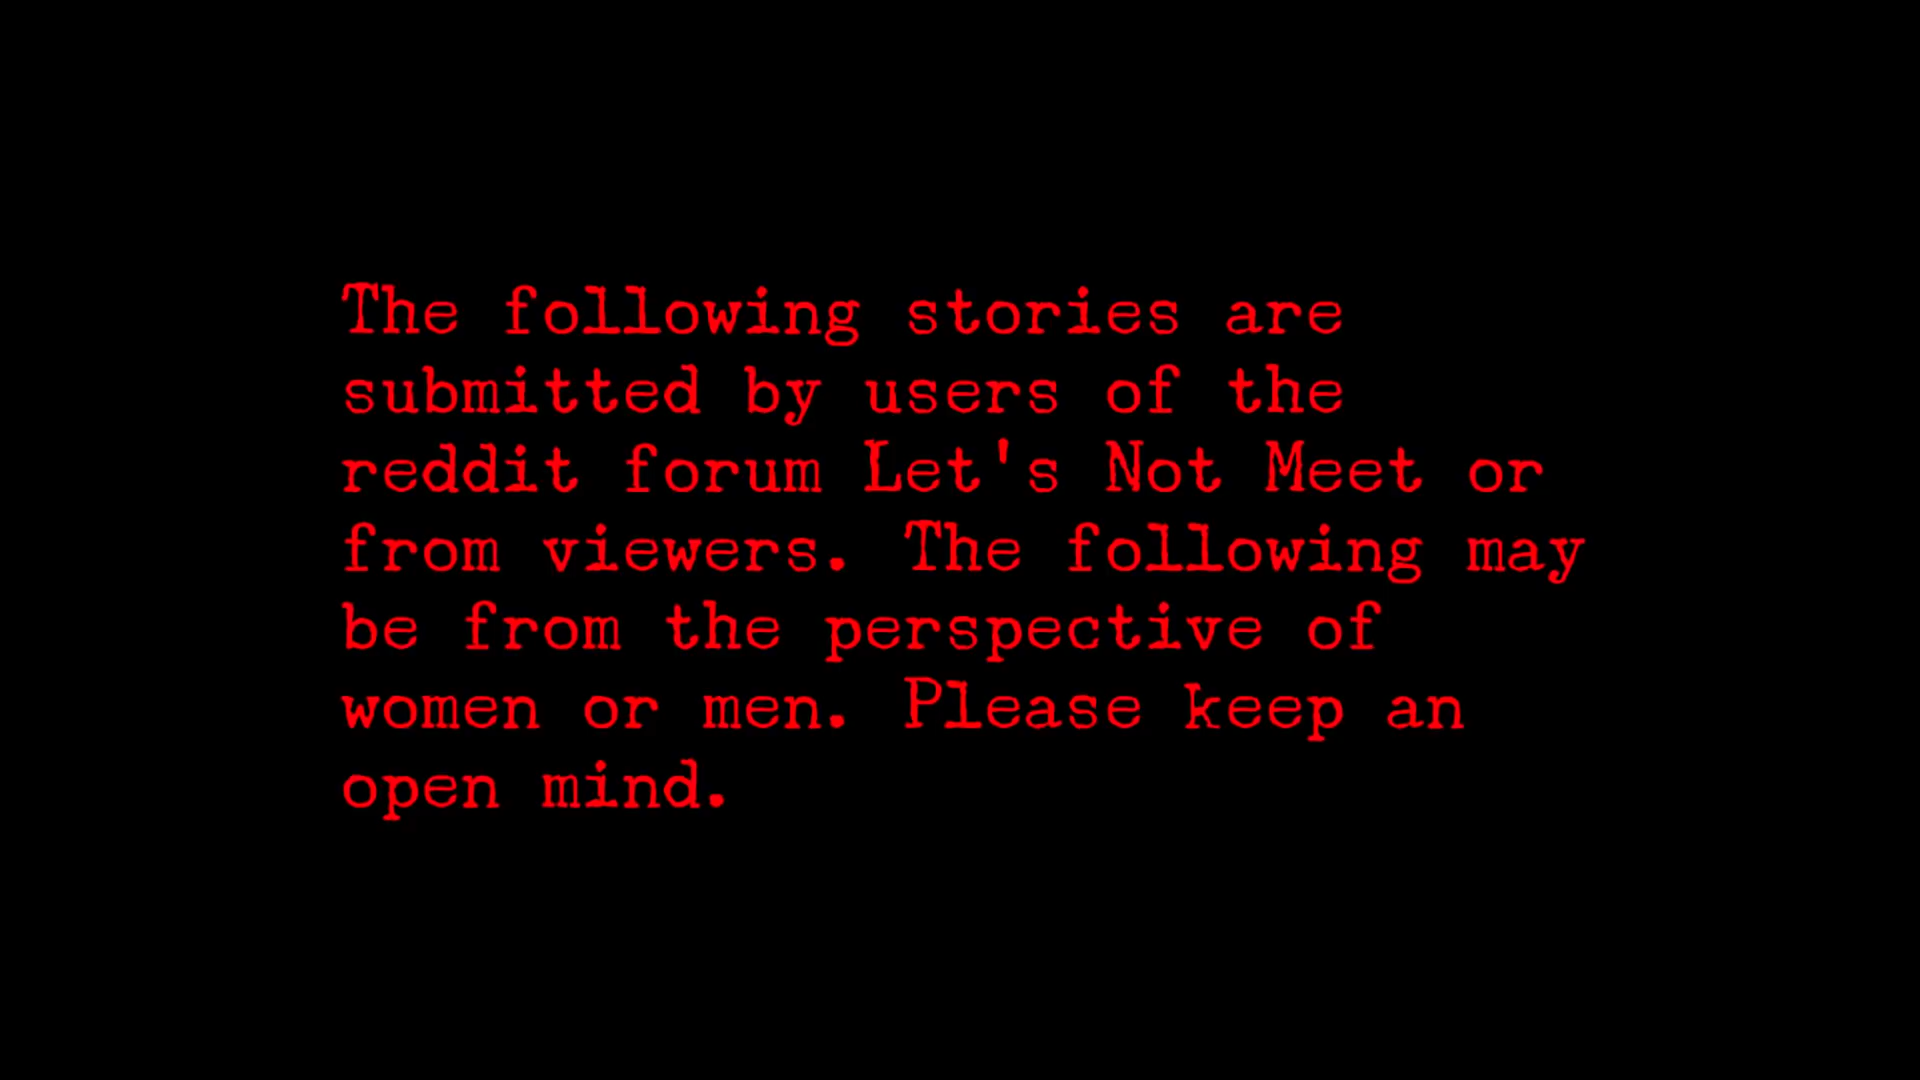 The following stories are
submitted by users of the
reddit forum Let's Not Meet or
from viewers. The following may
be from the perspective of
women or men. Please keep an
open mind.